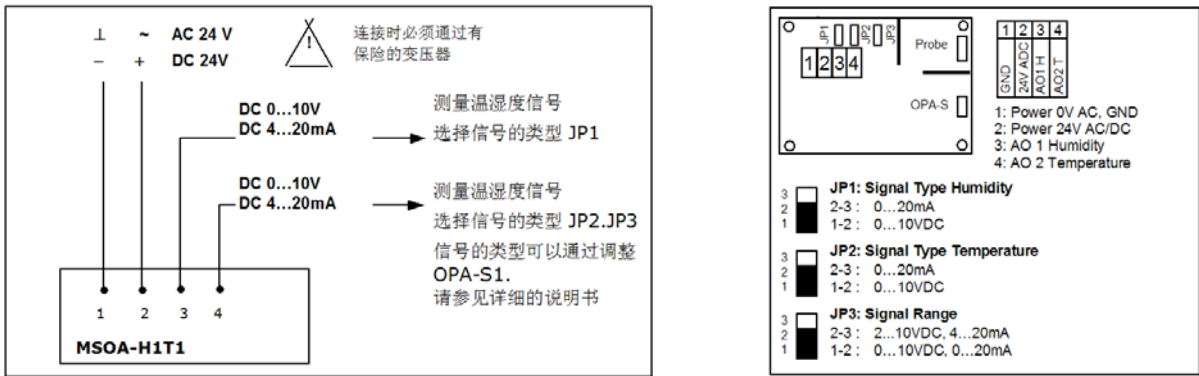 ⊥ ~ AC 24 V
− + DC 24V
!
连接时必须通过有
保险的变压器
DC 0...10V
DC 4...20mA
测量温湿度信号
选择信号的类型 JP1
DC 0...10V
DC 4...20mA
测量温湿度信号
选择信号的类型 JP2.JP3
信号的类型可以通过调整
OPA-S1.
请参见详细的说明书
1 2 3 4
MSOA-H1T1
JP1 JP2 JP3
Probe
1 2 3 4
OPA-S
1 2 3 4
GND
24V ADC
AO1 H
AO2 T
1: Power 0V AC, GND
2: Power 24V AC/DC
3: AO 1 Humidity
4: AO 2 Temperature
3
2
1
JP1: Signal Type Humidity
2-3 : 0...20mA
1-2 : 0...10VDC
3
2
1
JP2: Signal Type Temperature
2-3 : 0...20mA
1-2 : 0...10VDC
3
2
1
JP3: Signal Range
2-3 : 2...10VDC, 4...20mA
1-2 : 0...10VDC, 0...20mA